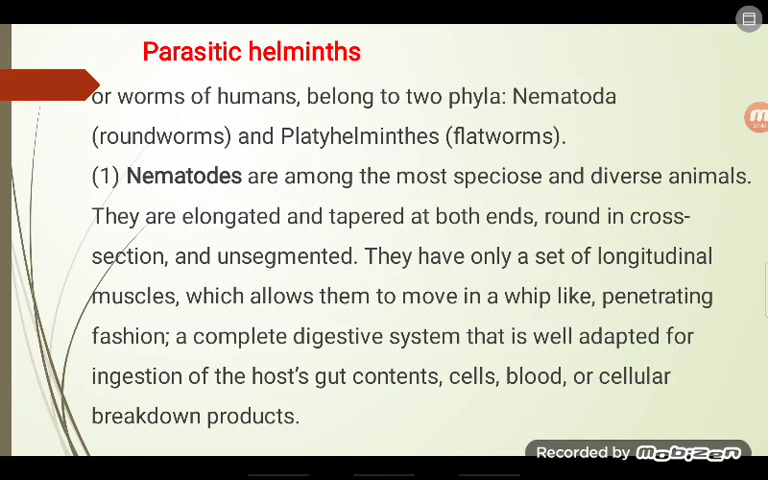 Parasitic helminths
or worms of humans, belong to two phyla: Nematoda
(roundworms) and Platyhelminthes (flatworms).
(1) Nematodes are among the most speciose and diverse animals.
They are elongated and tapered at both ends, round in cross-
section, and unsegmented. They have only a set of longitudinal
muscles, which allows them to move in a whip like, penetrating
fashion; a complete digestive system that is well adapted for
ingestion of the host's gut contents, cells, blood, or cellular
breakdown products.
Recorded by mobizen